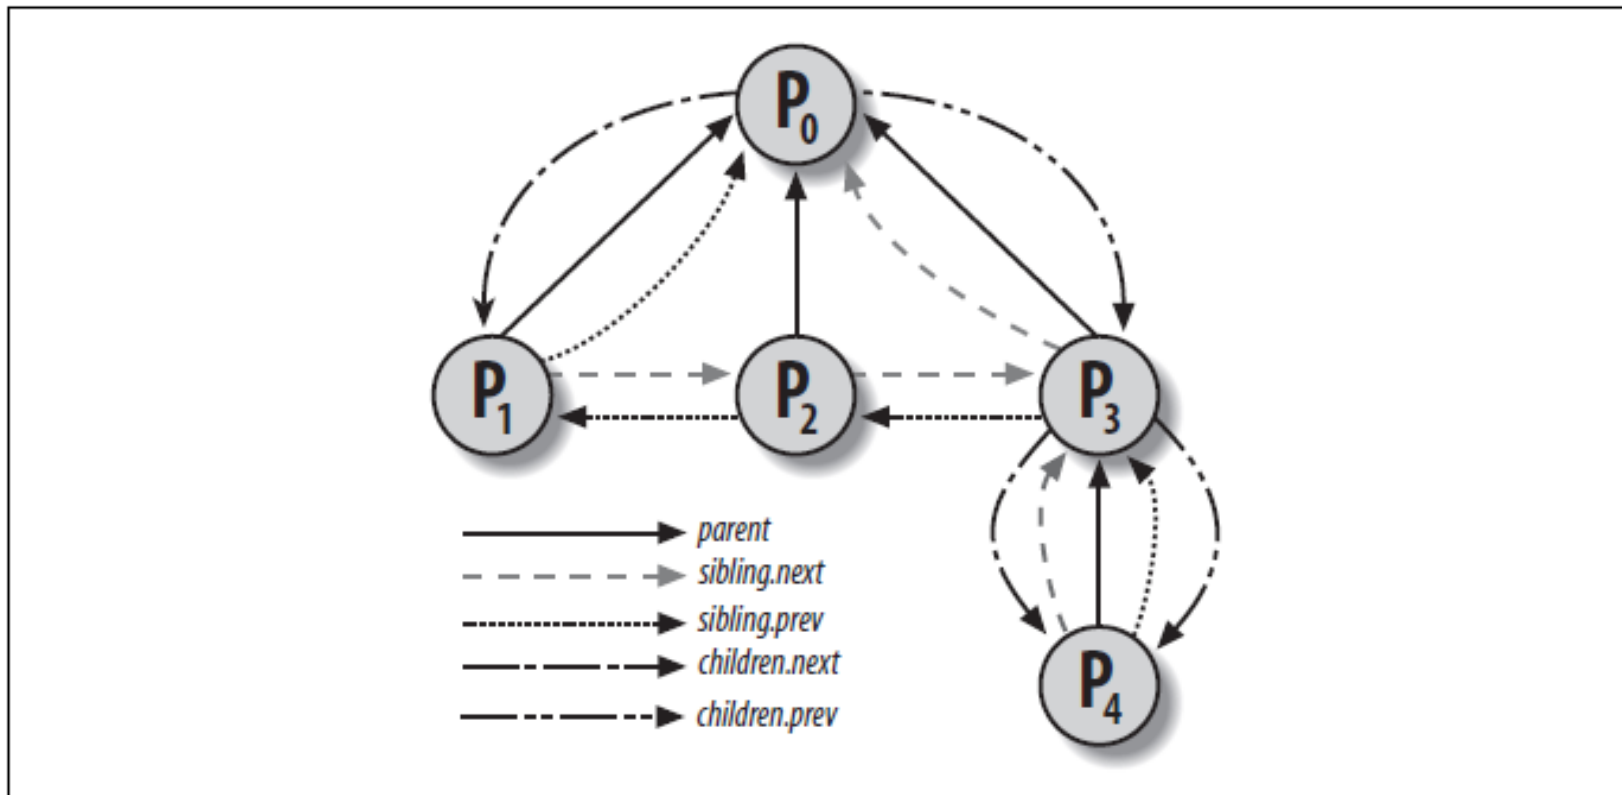 P0
P1
P2
P3
parent
sibling.next
sibling.prev
children.next
children.prev
P4